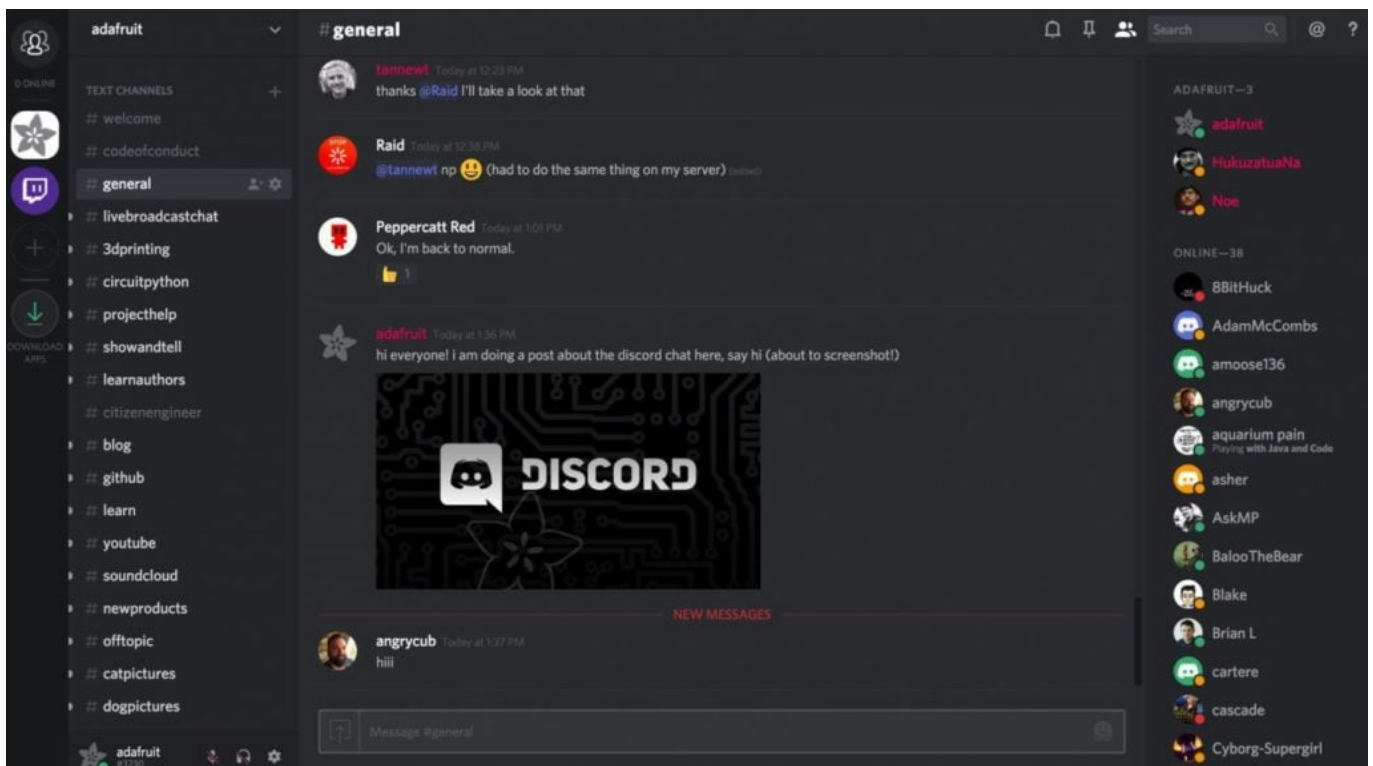 0 ONLINE
DOWNLOAD
APPS
adafruit
TEXT CHANNELS
# welcome
# codeofconduct
# general
# livebroadcastchat
# 3dprinting
# circuitpython
# projecthelp
# showandtell
# learnauthors
# citizenengineer
# blog
# github
# learn
# youtube
# soundcloud
# newproducts
# offtopic
# catpictures
# dogpictures
adafruit
#3230
#general
tannewt Today at 12:23 PM
thanks @Raid I'll take a look at that
Raid Today at 12:38 PM
@tannewt np 😃 (had to do the same thing on my server) (edited)
Peppercatt Red Today at 1:01 PM
Ok, I'm back to normal.
👍 1
adafruit Today at 1:36 PM
hi everyone! i am doing a post about the discord chat here, say hi (about to screenshot!)
DISCORD
NEW MESSAGES
angrycub Today at 1:37 PM
hiii
Message #general
Search
@ ?
ADAFRUIT—3
adafruit
HukuzatuaNa
Noe
ONLINE—38
8BitHuck
AdamMcCombs
amoose136
angrycub
aquarium pain
Playing with Java and Code
asher
AskMP
BalooTheBear
Blake
Brian L
cartere
cascade
Cyborg-Supergirl